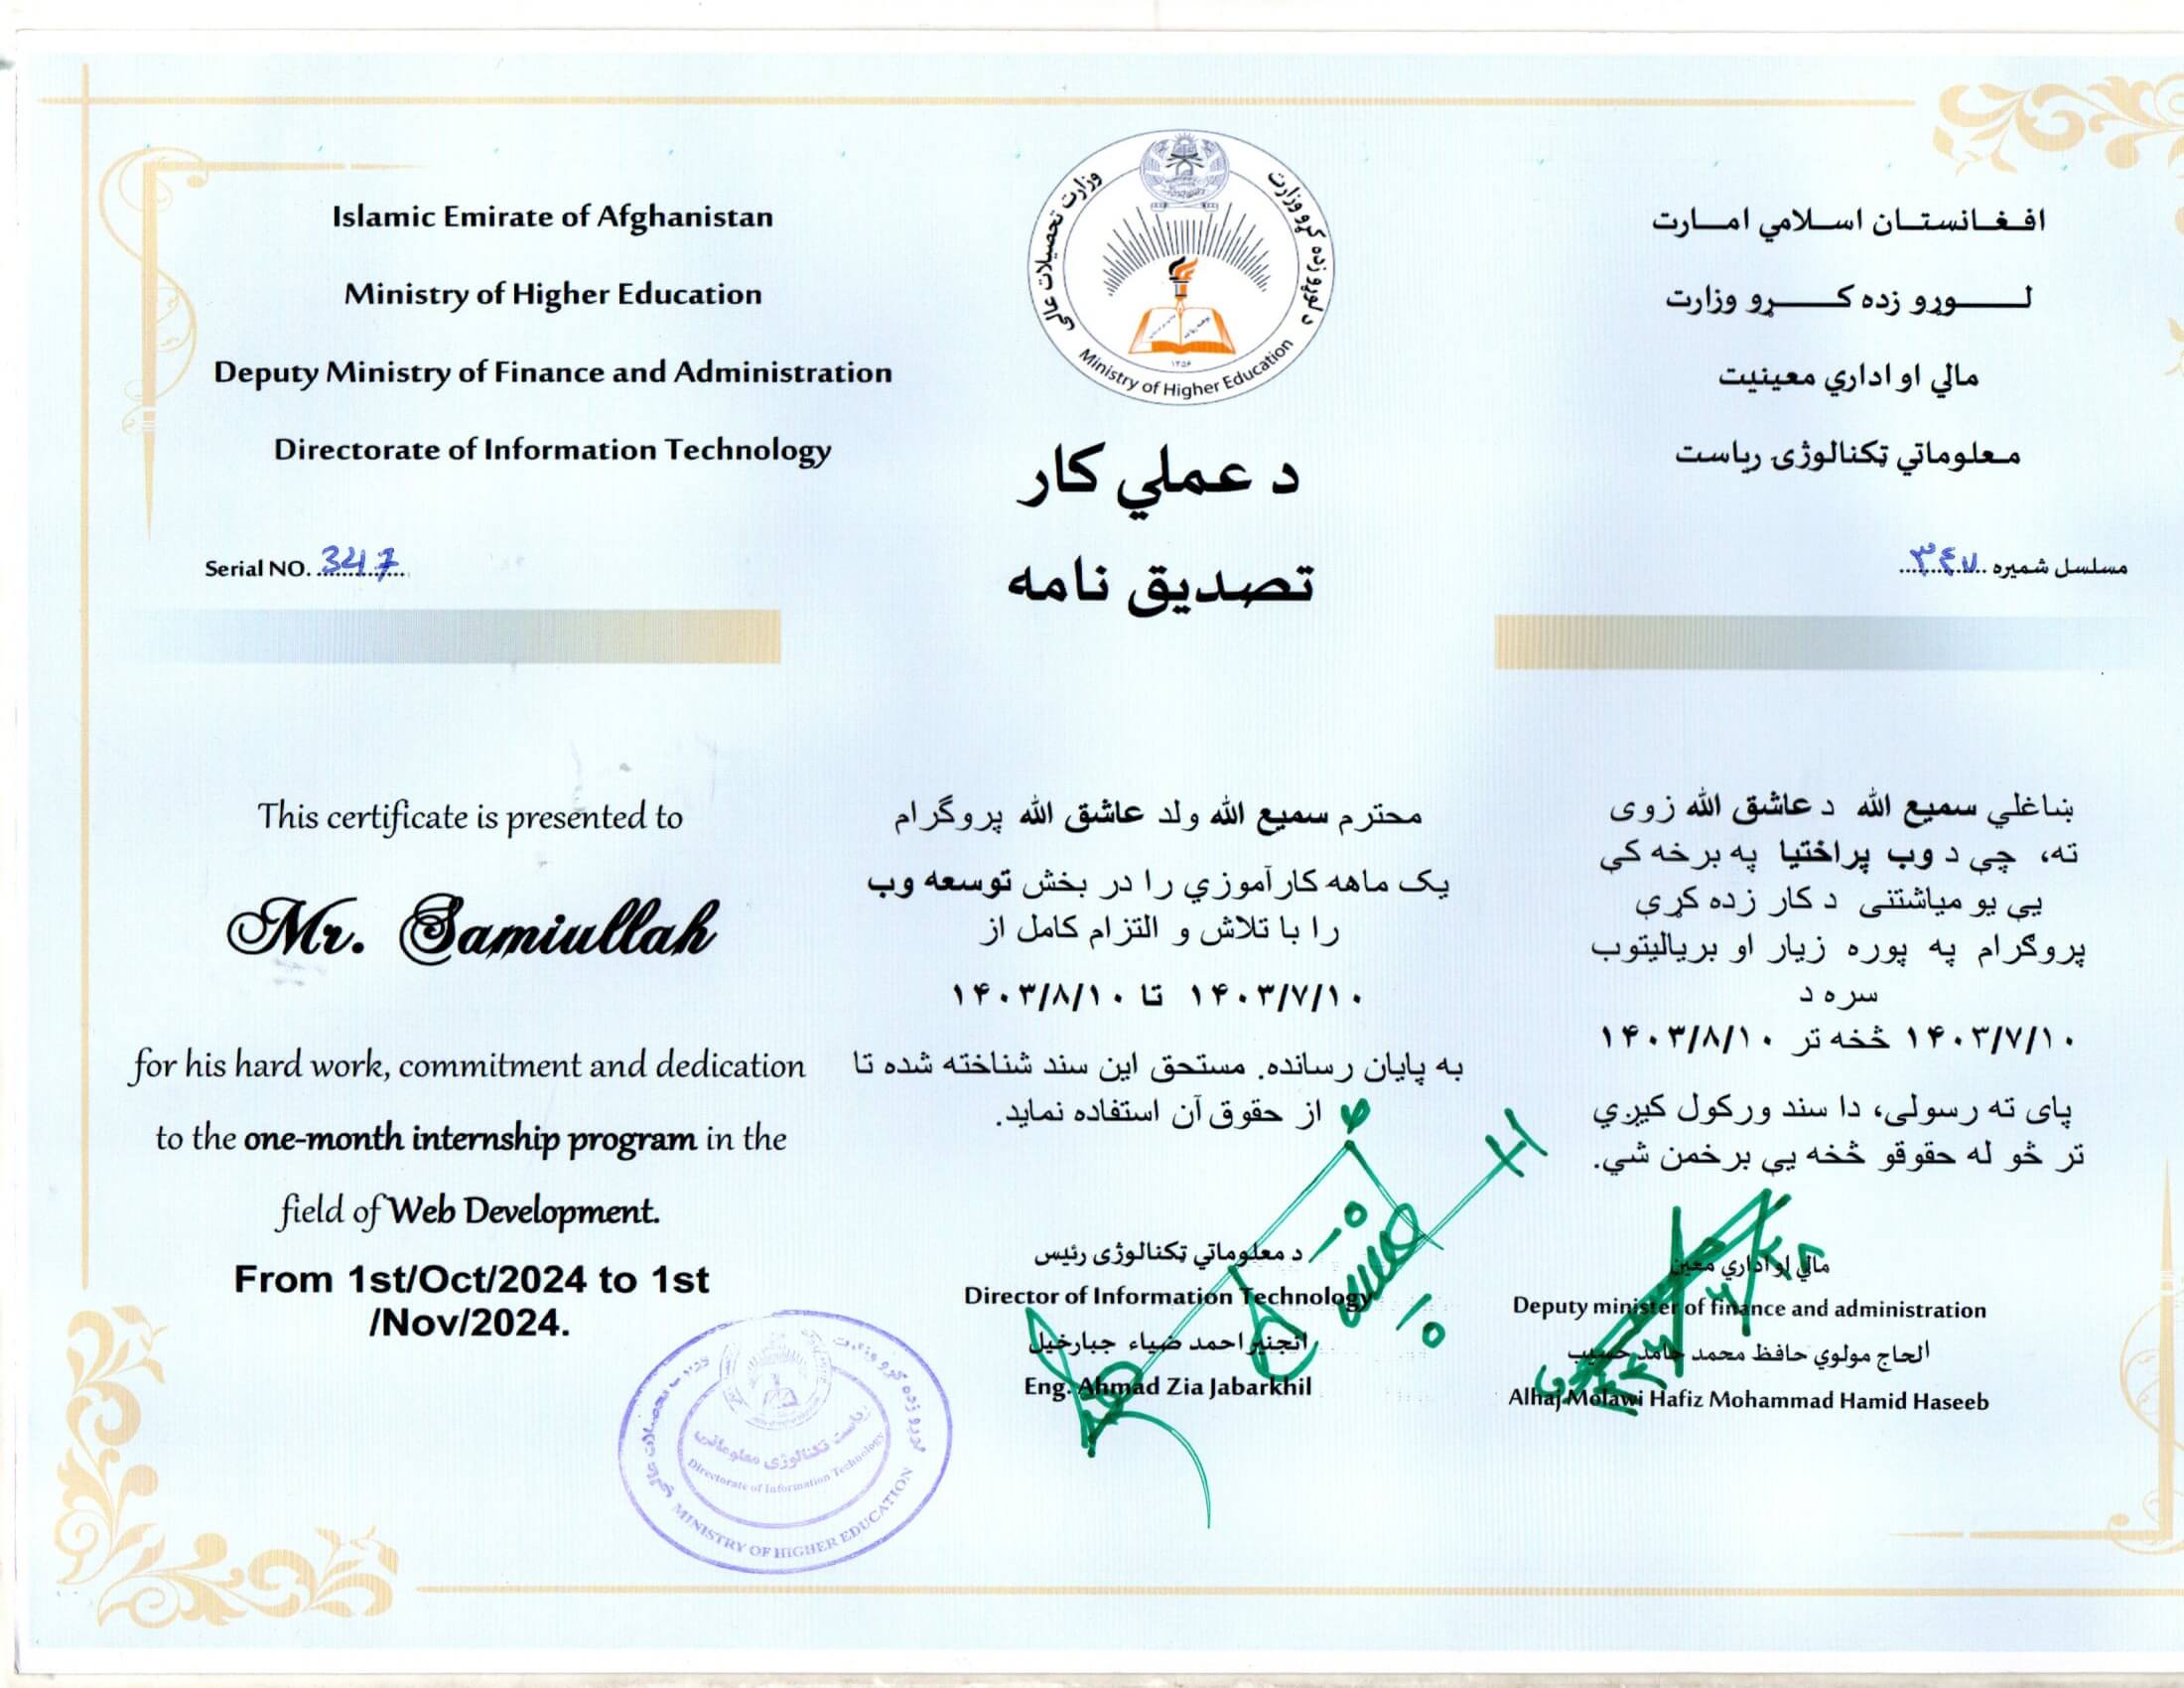 Islamic Emirate of Afghanistan
Ministry of Higher Education
Deputy Ministry of Finance and Administration
Directorate of Information Technology
Serial NO. 347
وزارت تحصیلات عالی
د لوړو زده کړو وزارت
۱۳۵۶
Ministry of Higher Education
د عملي کار
تصدیق نامه
افغانستان اسلامي امارت
لوړو زده کړو وزارت
مالي او اداري معینیت
معلوماتي ټکنالوژۍ ریاست
مسلسل شمیره ۳٤۷
This certificate is presented to
Mr. Samiullah
for his hard work, commitment and dedication
to the one-month internship program in the
field of Web Development.
From 1st/Oct/2024 to 1st
/Nov/2024.
محترم سمیع الله ولد عاشق الله پروگرام
یک ماهه کارآموزي را در بخش توسعه وب
را با تلاش و التزام کامل از
۱۴۰۳/۷/۱۰ تا ۱۴۰۳/۸/۱۰
به پایان رسانده. مستحق این سند شناخته شده تا
از حقوق آن استفاده نماید.
ښاغلي سمیع الله د عاشق الله زوی
ته، چې د وب پراختیا په برخه کې
یې یو میاشتنی د کار زده کړې
پروګرام په پوره زیار او بریالیتوب
سره د
۱۴۰۳/۷/۱۰ څخه تر ۱۴۰۳/۸/۱۰
پای ته رسولی، دا سند ورکول کیږي
تر څو له حقوقو څخه یې برخمن شي.
د معلوماتي ټکنالوژۍ رئیس
Director of Information Technology
انجنیر احمد ضیاء جبارخیل
Eng. Ahmad Zia Jabarkhil
مالي او اداري معین
Deputy minister of finance and administration
الحاج مولوي حافظ محمد حامد حسیب
Alhaj Molawi Hafiz Mohammad Hamid Haseeb
وزارت تحصیلات عالی
د لوړو زده کړو وزارت
ریاست تکنالوژی معلوماتی
Directorate of Information Technology
MINISTRY OF HIGHER EDUCATION